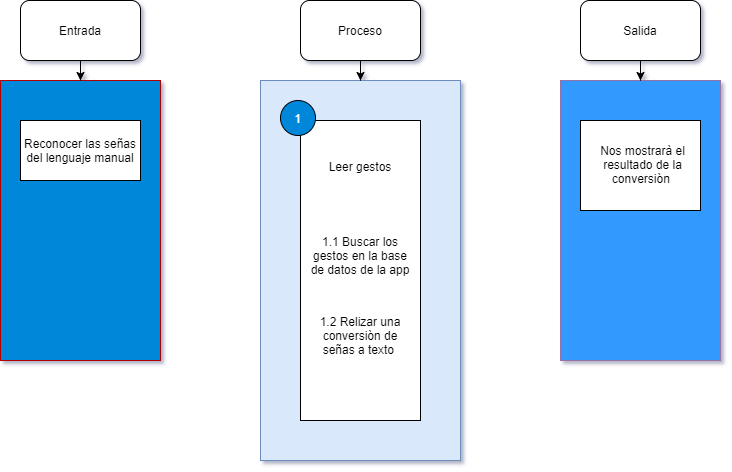 Entrada
Reconocer las señas
del lenguaje manual
Proceso
1
Leer gestos
1.1 Buscar los
gestos en la base
de datos de la app
1.2 Relizar una
conversiòn de
señas a texto
Salida
Nos mostrarà el
resultado de la
conversiòn